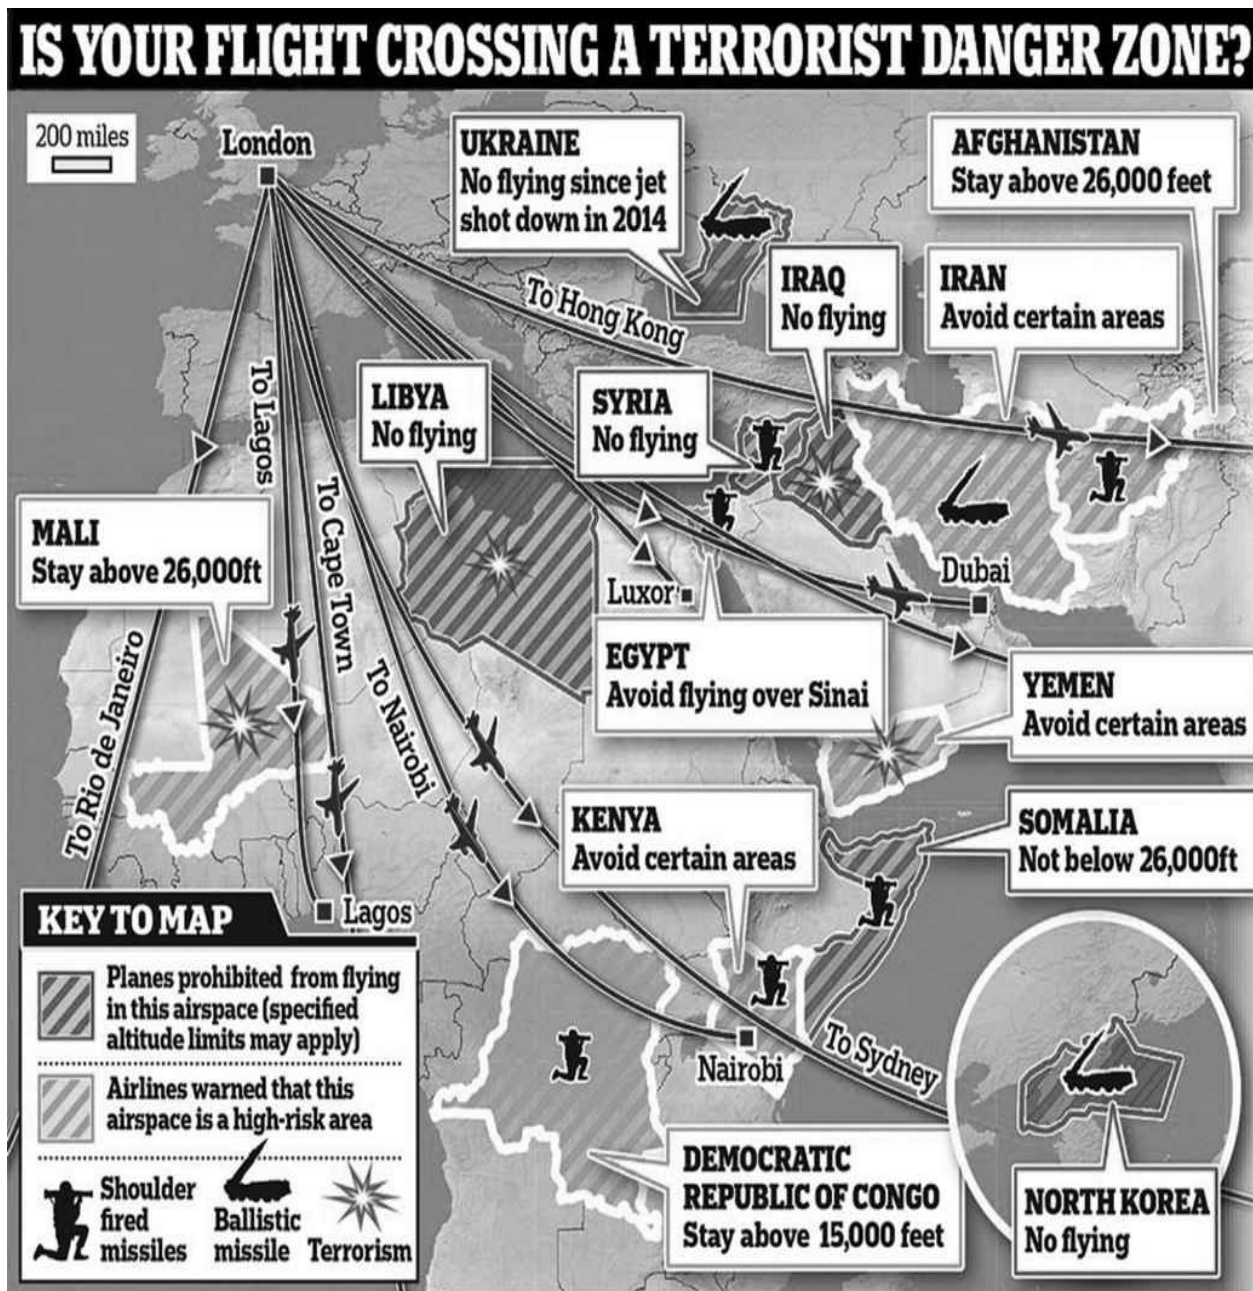 IS YOUR FLIGHT CROSSING A TERRORIST DANGER ZONE?
200 miles
London
UKRAINE
No flying since jet
shot down in 2014
AFGHANISTAN
Stay above 26,000 feet
IRAQ
No flying
IRAN
Avoid certain areas
To Hong Kong
LIBYA
No flying
SYRIA
No flying
To Lagos
To Cape Town
MALI
Stay above 26,000ft
Luxor
Dubai
EGYPT
Avoid flying over Sinai
To Rio de Janeiro
To Nairobi
YEMEN
Avoid certain areas
KENYA
Avoid certain areas
SOMALIA
Not below 26,000ft
Lagos
KEY TO MAP
Planes prohibited from flying
in this airspace (specified
altitude limits may apply)
Airlines warned that this
airspace is a high-risk area
Shoulder
fired
missiles
Ballistic
missile
Terrorism
Nairobi
To Sydney
DEMOCRATIC
REPUBLIC OF CONGO
Stay above 15,000 feet
NORTH KOREA
No flying